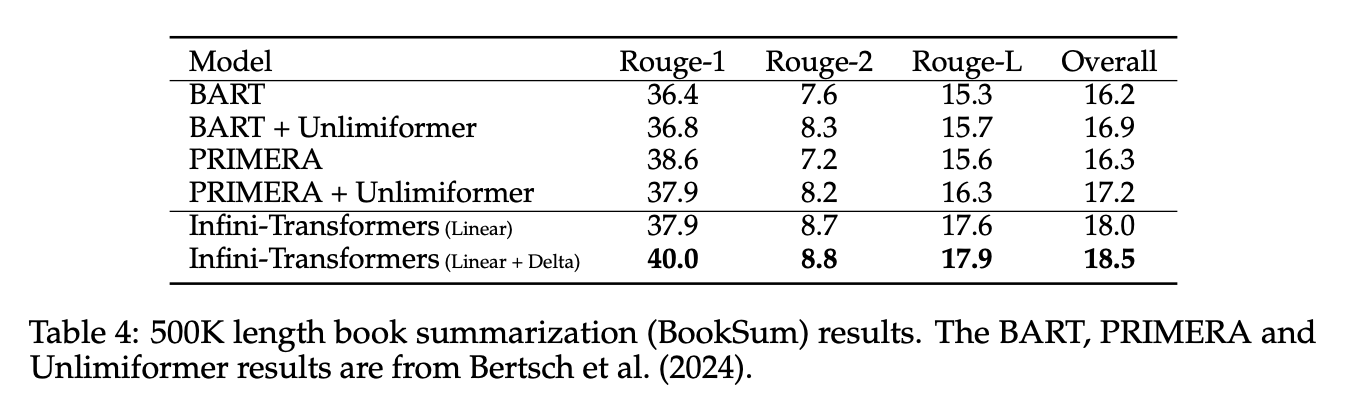 Model Rouge-1 Rouge-2 Rouge-L Overall
BART 36.4 7.6 15.3 16.2
BART + Unlimiformer 36.8 8.3 15.7 16.9
PRIMERA 38.6 7.2 15.6 16.3
PRIMERA + Unlimiformer 37.9 8.2 16.3 17.2
Infini-Transformers (Linear) 37.9 8.7 17.6 18.0
Infini-Transformers (Linear + Delta) 40.0 8.8 17.9 18.5
Table 4: 500K length book summarization (BookSum) results. The BART, PRIMERA and
Unlimiformer results are from Bertsch et al. (2024).